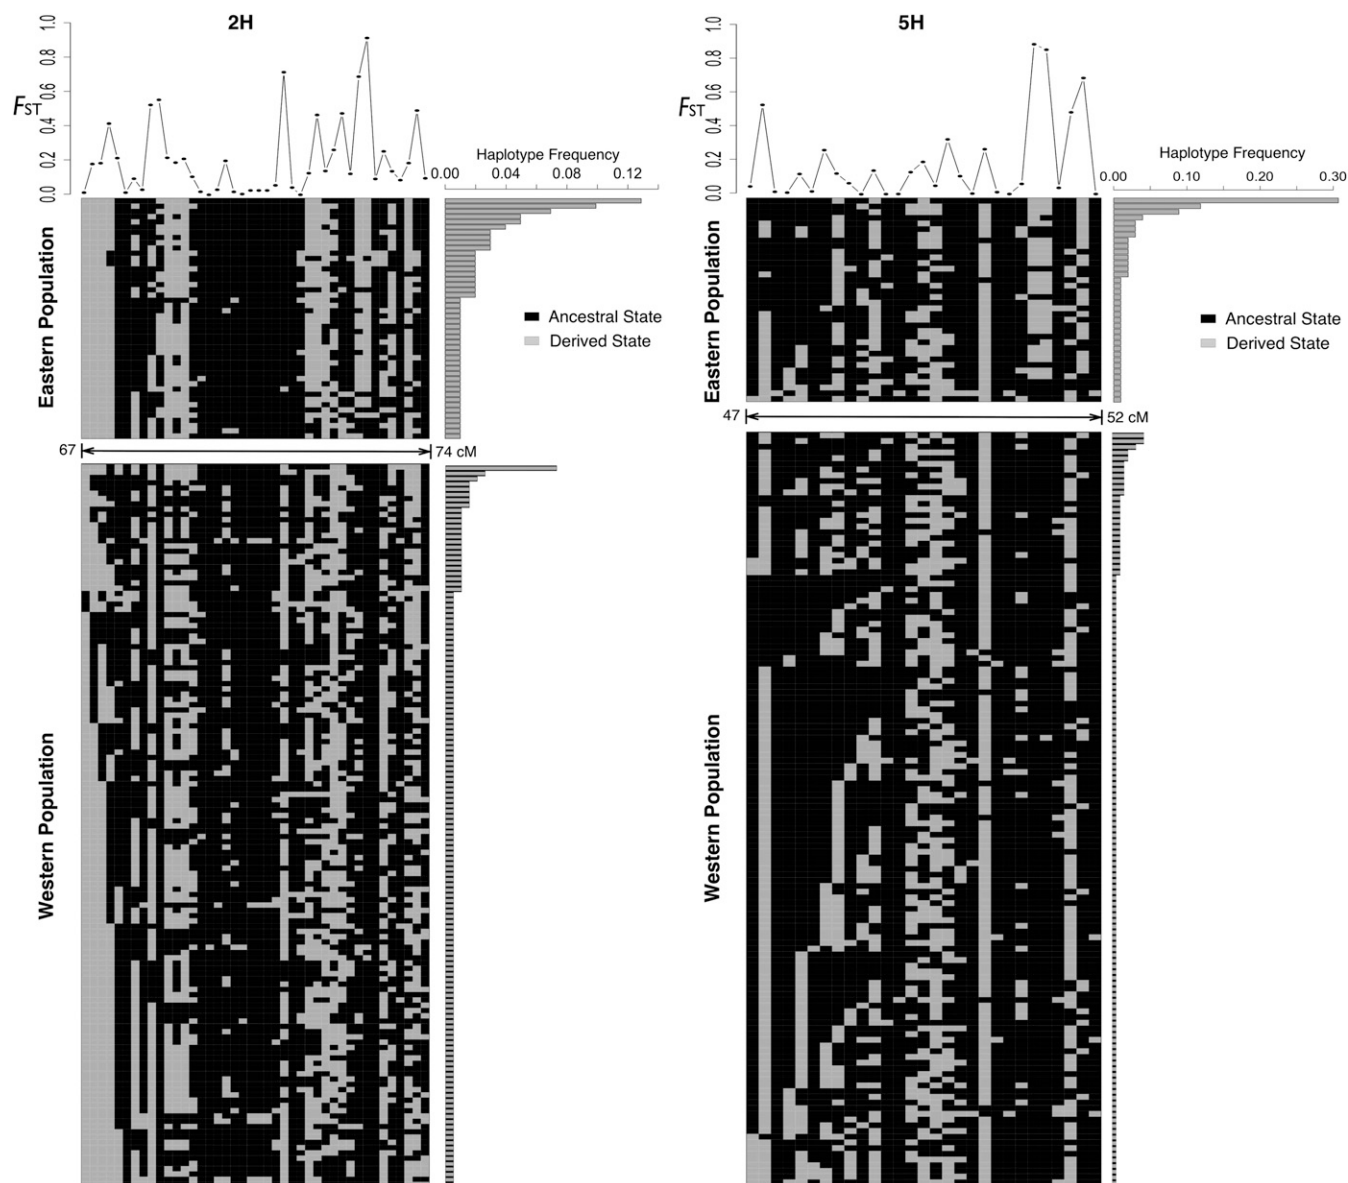 2H
1.0
0.8
0.6
0.4
0.2
0.0
FST
Haplotype Frequency
0.00 0.04 0.08 0.12
Eastern Population
Ancestral State
Derived State
67 74 cM
Western Population
5H
1.0
0.8
0.6
0.4
0.2
0.0
FST
Haplotype Frequency
0.00 0.10 0.20 0.30
Eastern Population
Ancestral State
Derived State
47 52 cM
Western Population